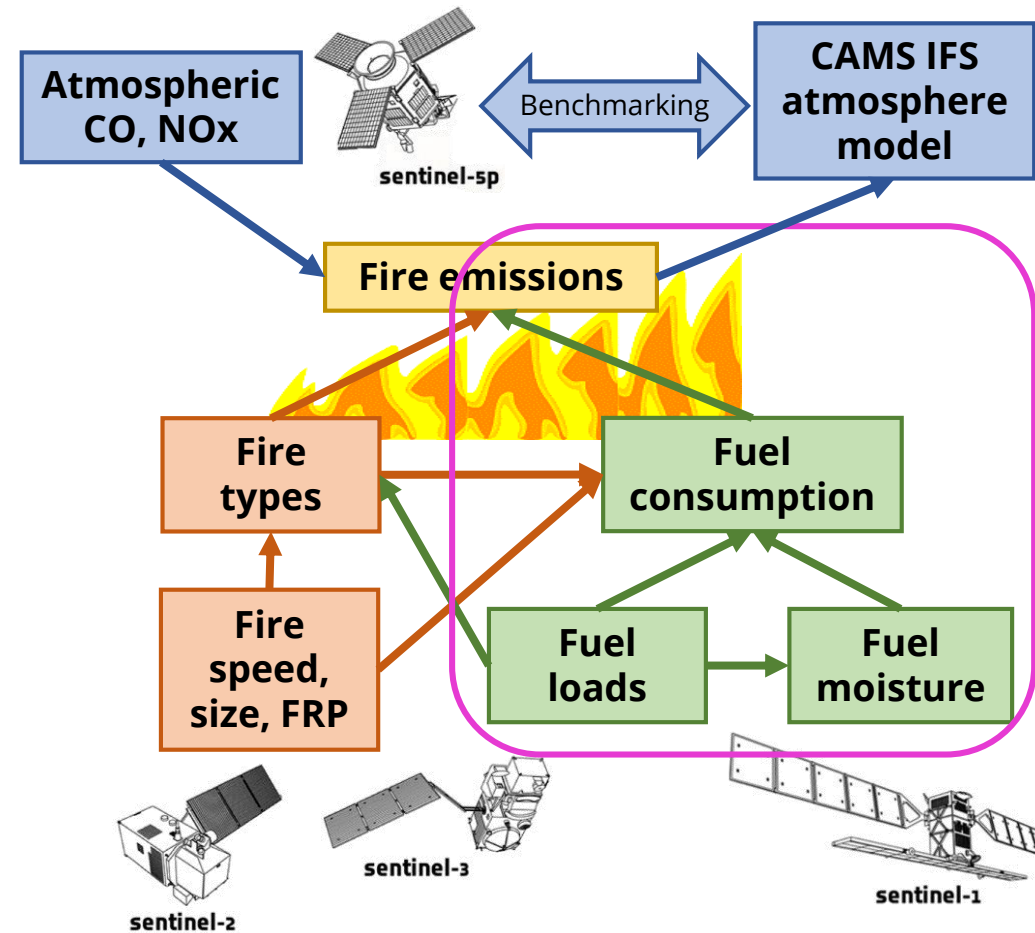 Atmospheric
CO, NOx
sentinel-5p
Benchmarking
CAMS IFS
atmosphere
model
Fire emissions
Fire
types
Fuel
consumption
Fire
speed,
size, FRP
Fuel
loads
Fuel
moisture
sentinel-2
sentinel-3
sentinel-1